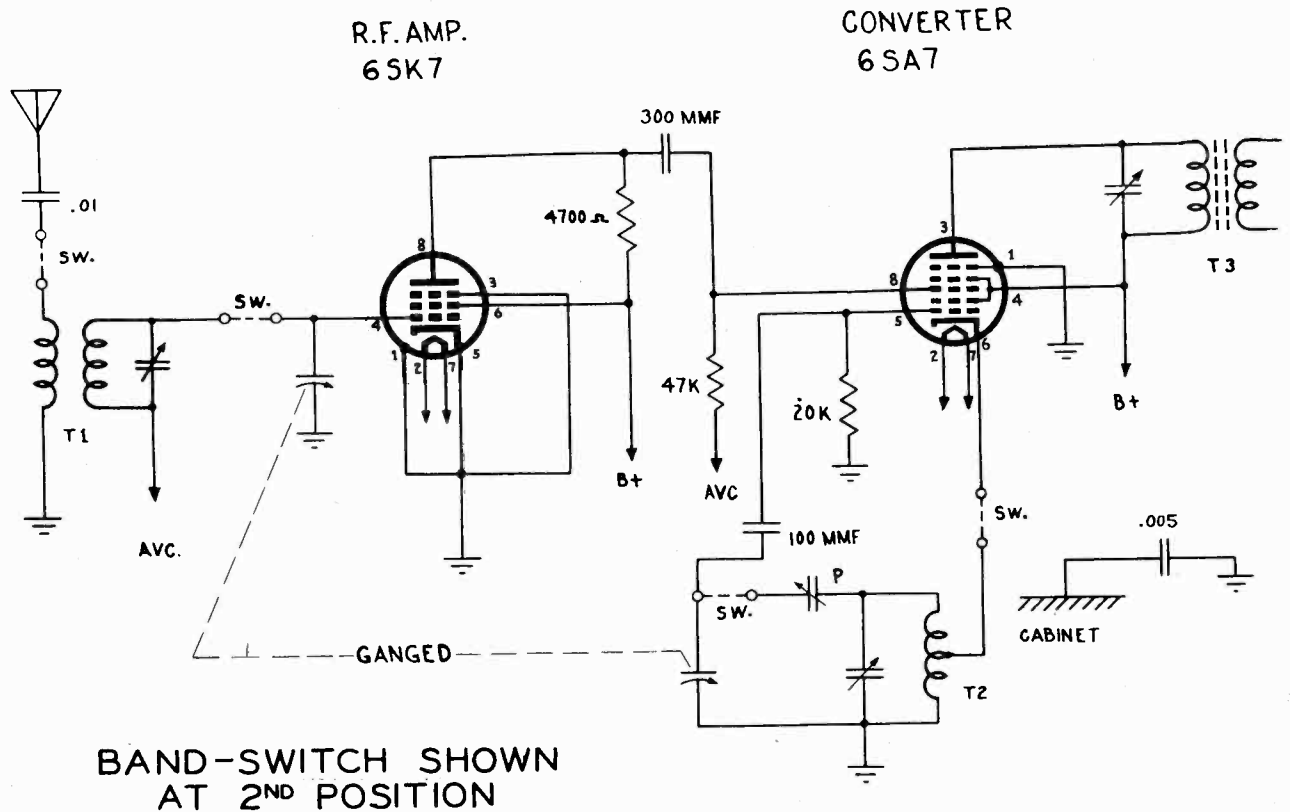 R.F. AMP.
6SK7
CONVERTER
6SA7
300 MMF
.01
SW.
4700 Ω
8
3
6
4
1
2
7
5
SW.
T1
AVC.
B+
47K
AVC
20K
3
1
8
4
5
2
7
6
T3
B+
SW.
100 MMF
.005
P
SW.
CABINET
T2
GANGED
BAND-SWITCH SHOWN
AT 2ND POSITION